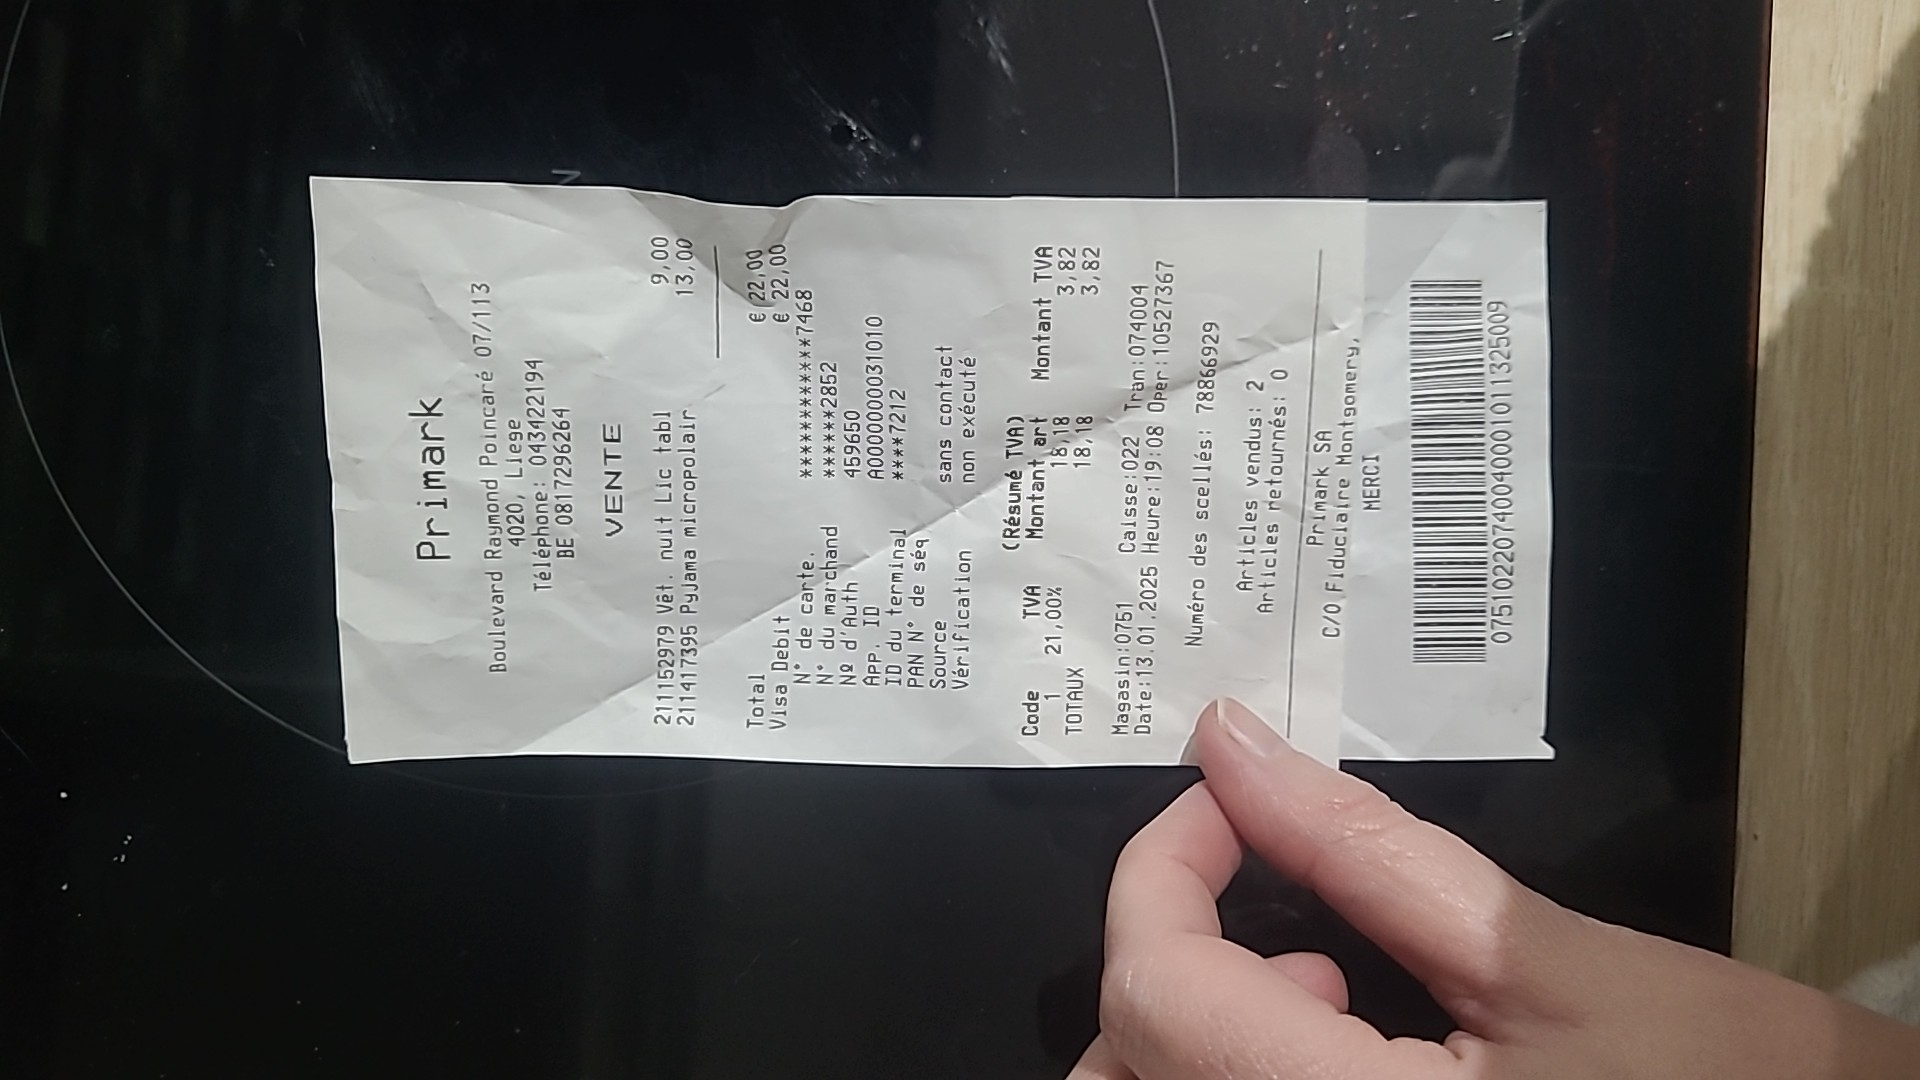 Primark
Boulevard Raymond Poincaré 07/113
4020, Liege
Téléphone: 043422194
BE 0817296264
VENTE
211152979 Vêt. nuit Lic tabl 9,00
211417395 Pyjama micropolair 13,00
Total € 22,00
Visa Debit € 22,00
N° de carte. ************7468
N° du marchand ******2852
Nº d'Auth 459650
App. ID A0000000031010
ID du terminal ****7212
PAN N° de séq
Source sans contact
Vérification non exécuté
(Résumé TVA)
Code TVA Montant art Montant TVA
1 21,00% 18,18 3,82
TOTAUX 18,18 3,82
Magasin:0751 Caisse:022 Tran:074004
Date:13.01.2025 Heure:19:08 Oper:10527367
Numéro des scellés: 78866929
Articles vendus: 2
Articles retournés: 0
Primark SA
C/O Fiduciaire Montgomery,
MERCI
07510220740040001011325009